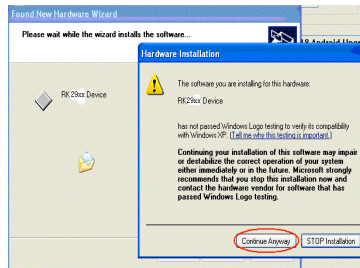 Found New Hardware Wizard
Please wait while the wizard installs the software...
RK29xx Device
Hardware Installation
The software you are installing for this hardware:
RK29xx Device
has not passed Windows Logo testing to verify its compatibility
with Windows XP. (Tell me why this testing is important.)
Continuing your installation of this software may impair
or destabilize the correct operation of your system
either immediately or in the future. Microsoft strongly
recommends that you stop this installation now and
contact the hardware vendor for software that has
passed Windows Logo testing.
Continue Anyway
STOP Installation